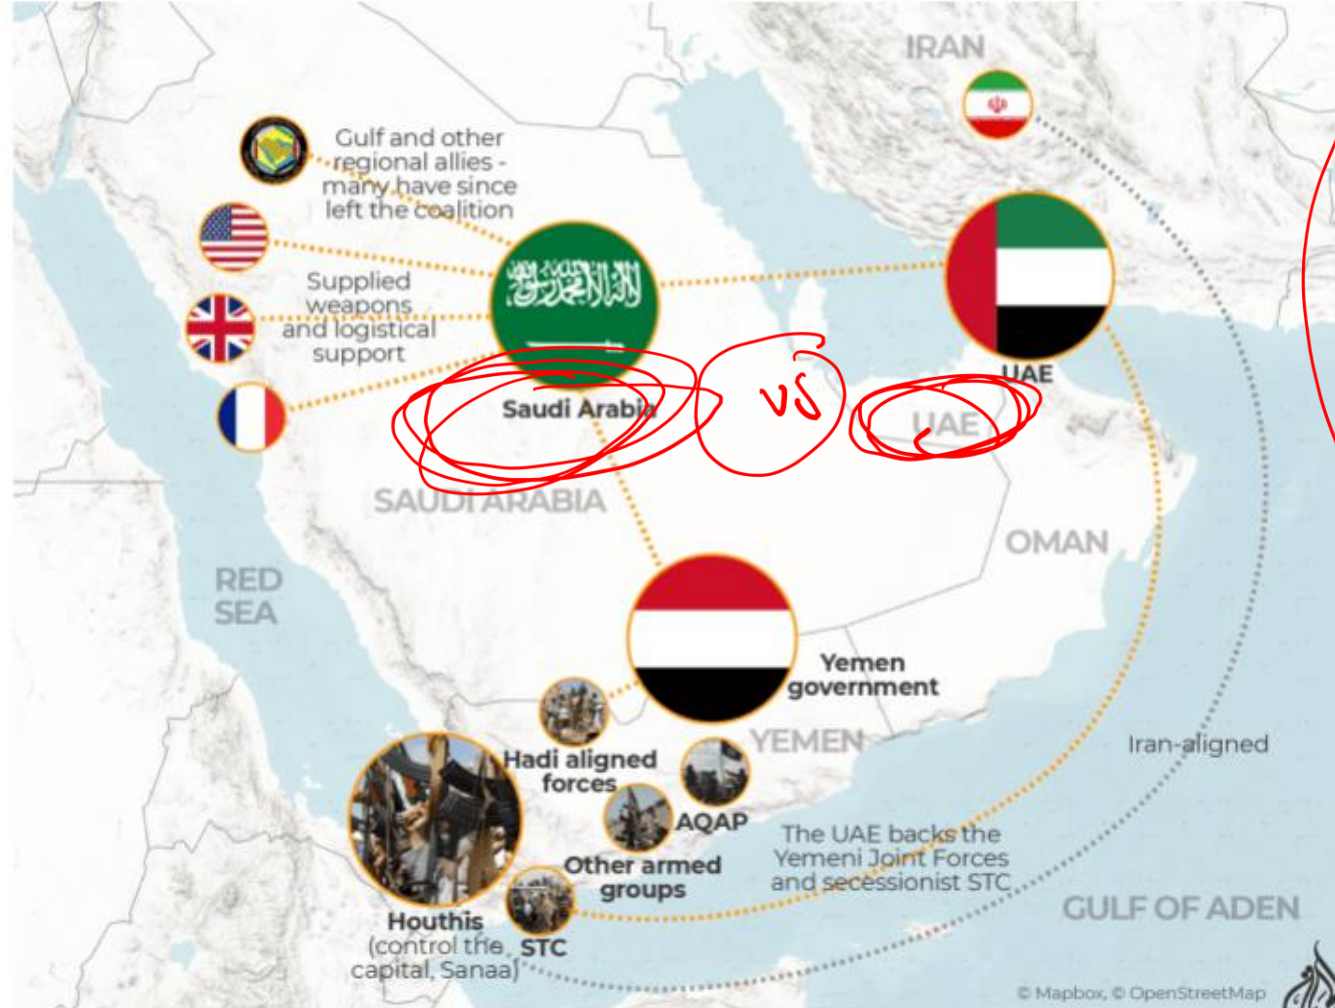 IRAN
Gulf and other
regional allies -
many have since
left the coalition
Supplied
weapons
and logistical
support
UAE
Saudi Arabia
vs
UAE
SAUDI ARABIA
OMAN
RED
SEA
Yemen
government
YEMEN
Iran-aligned
Hadi aligned
forces
AQAP
Other armed
groups
The UAE backs the
Yemeni Joint Forces
and secessionist STC
Houthis
(control the
capital, Sanaa)
STC
GULF OF ADEN
© Mapbox, © OpenStreetMap